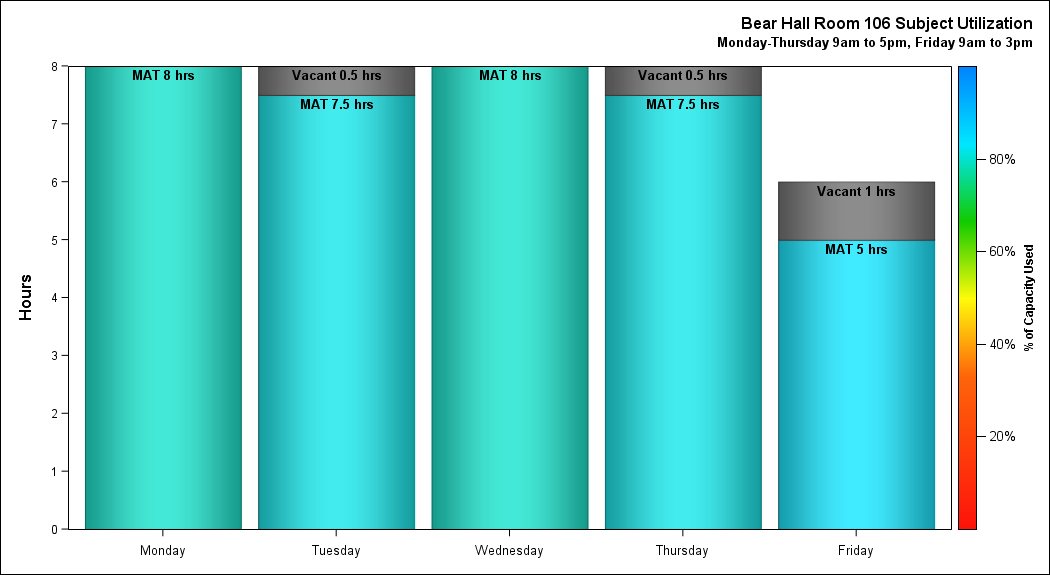 Bear Hall Room 106 Subject Utilization
Monday-Thursday 9am to 5pm, Friday 9am to 3pm
8
7
6
5
4
3
2
1
0
Hours
MAT 8 hrs
Vacant 0.5 hrs
MAT 7.5 hrs
MAT 8 hrs
Vacant 0.5 hrs
MAT 7.5 hrs
Vacant 1 hrs
MAT 5 hrs
Monday
Tuesday
Wednesday
Thursday
Friday
80%
60%
40%
20%
% of Capacity Used